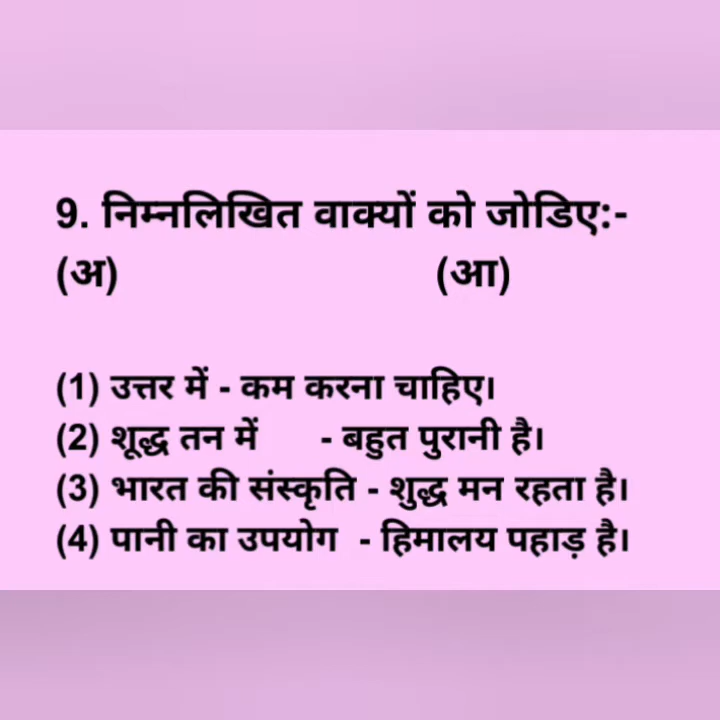 9. निम्नलिखित वाक्यों को जोडिए:-
(अ) (आ)
(1) उत्तर में - कम करना चाहिए।
(2) शूद्ध तन में - बहुत पुरानी है।
(3) भारत की संस्कृति - शुद्ध मन रहता है।
(4) पानी का उपयोग - हिमालय पहाड़ है।